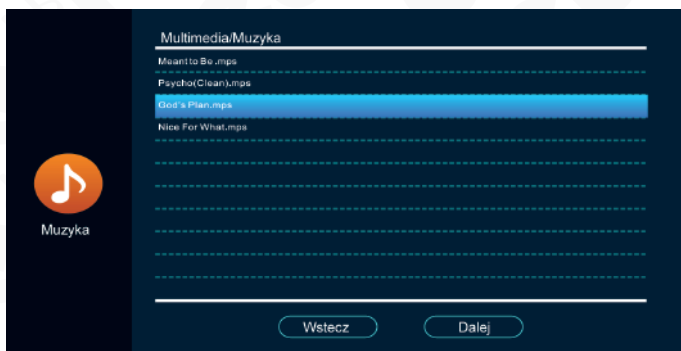 Multimedia/Muzyka
Meant to Be .mps
Psycho(Clean).mps
God's Plan.mps
Nice For What.mps
Muzyka
Wstecz
Dalej